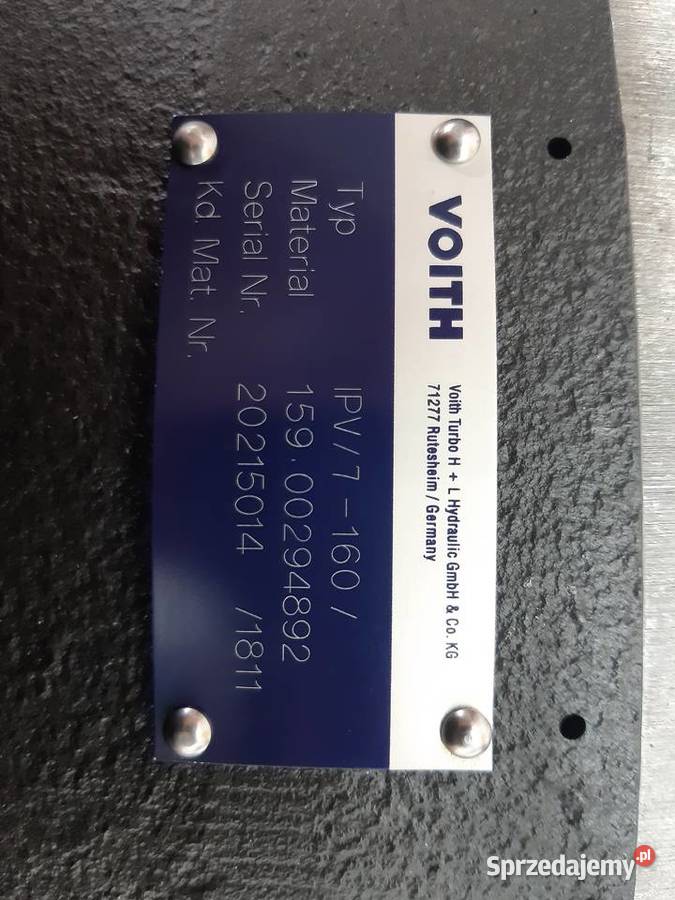 VOITH
Voith Turbo H + L Hydraulic GmbH & Co. KG
71277 Rutesheim / Germany
Typ IPV/7-160/
Material 159.00294892
Serial Nr. 20215014 /1811
Kd. Mat. Nr.
Sprzedajemy.pl